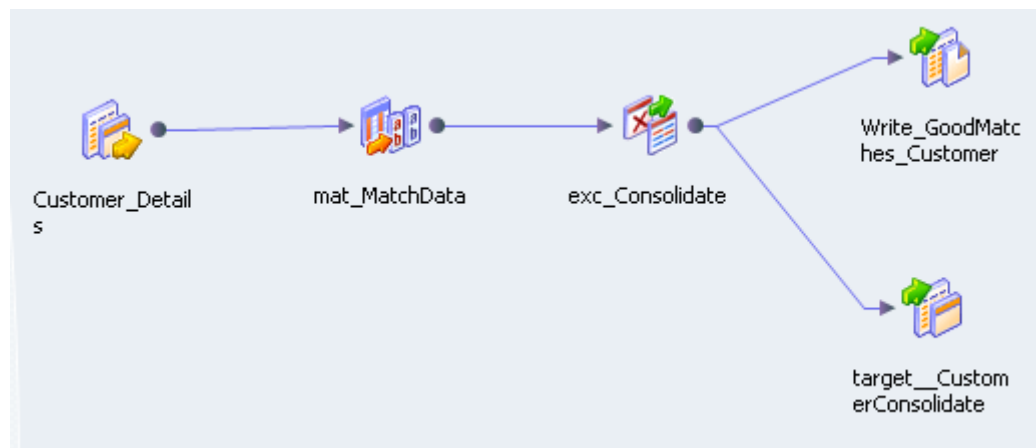 Customer_Detail
s
mat_MatchData
exc_Consolidate
Write_GoodMatc
hes_Customer
target__Custom
erConsolidate